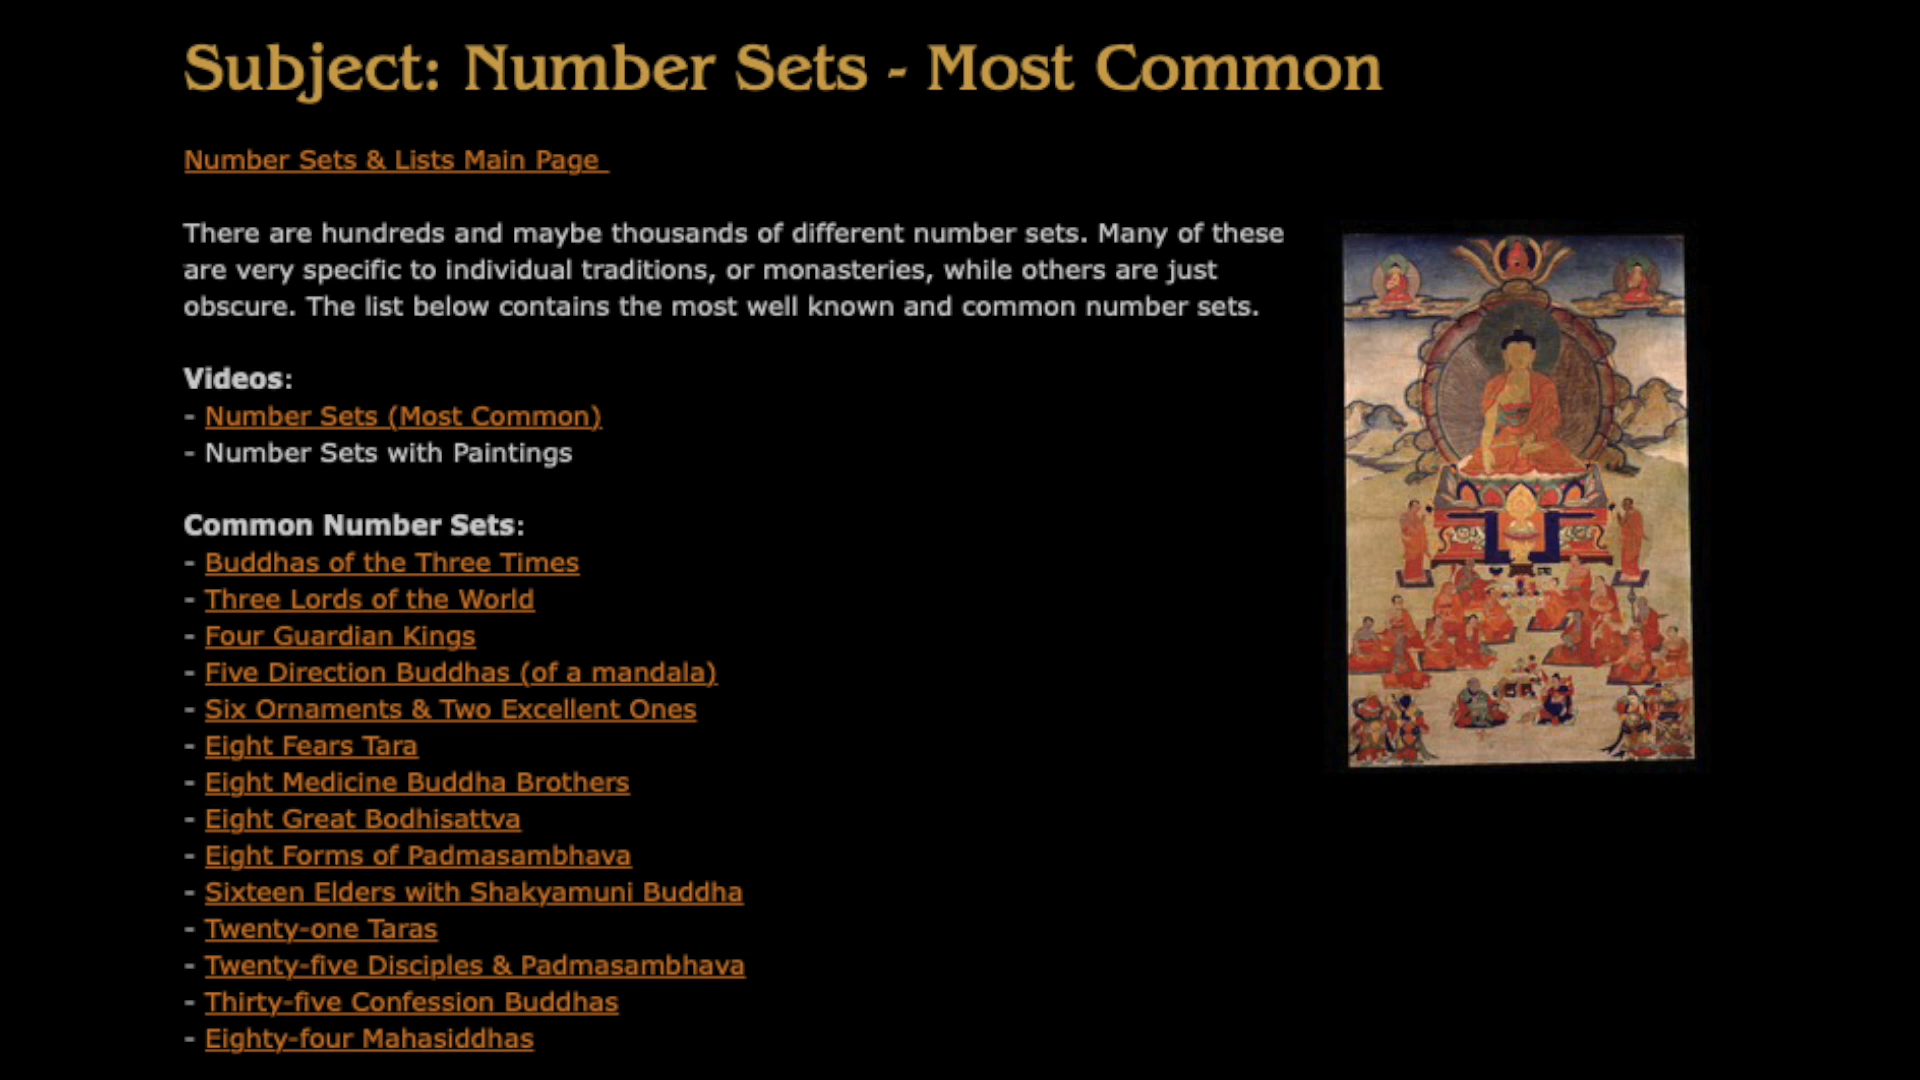 Subject: Number Sets - Most Common
Number Sets & Lists Main Page
There are hundreds and maybe thousands of different number sets. Many of these
are very specific to individual traditions, or monasteries, while others are just
obscure. The list below contains the most well known and common number sets.
Videos:
- Number Sets (Most Common)
- Number Sets with Paintings
Common Number Sets:
- Buddhas of the Three Times
- Three Lords of the World
- Four Guardian Kings
- Five Direction Buddhas (of a mandala)
- Six Ornaments & Two Excellent Ones
- Eight Fears Tara
- Eight Medicine Buddha Brothers
- Eight Great Bodhisattva
- Eight Forms of Padmasambhava
- Sixteen Elders with Shakyamuni Buddha
- Twenty-one Taras
- Twenty-five Disciples & Padmasambhava
- Thirty-five Confession Buddhas
- Eighty-four Mahasiddhas